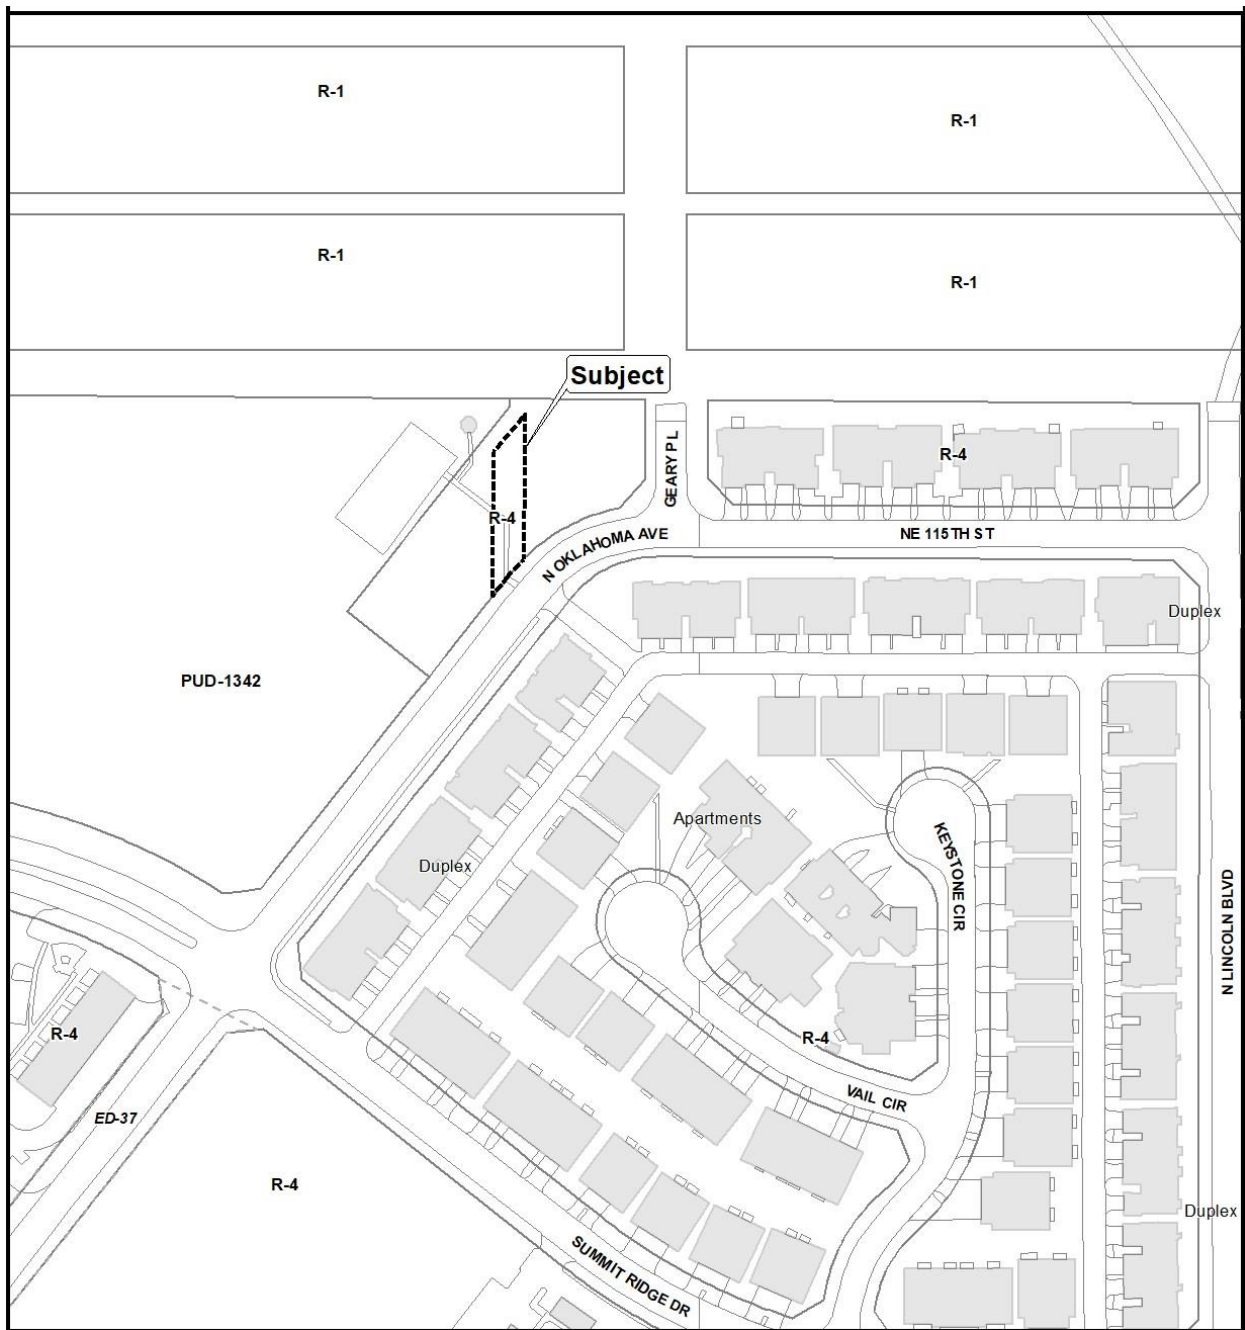 R-1
R-1
R-1
R-1
Subject
R-4
GEARY PL
R-4
N OKLAHOMA AVE
NE 115TH ST
Duplex
PUD-1342
Apartments
KEYSTONE CIR
Duplex
N LINCOLN BLVD
R-4
R-4
VAIL CIR
ED-37
R-4
Duplex
SUMMIT RIDGE DR